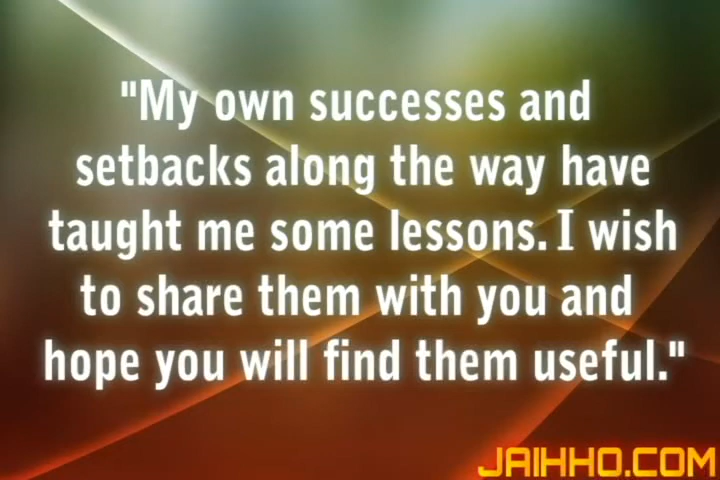 "My own successes and
setbacks along the way have
taught me some lessons. I wish
to share them with you and
hope you will find them useful."
JAIHHO.COM